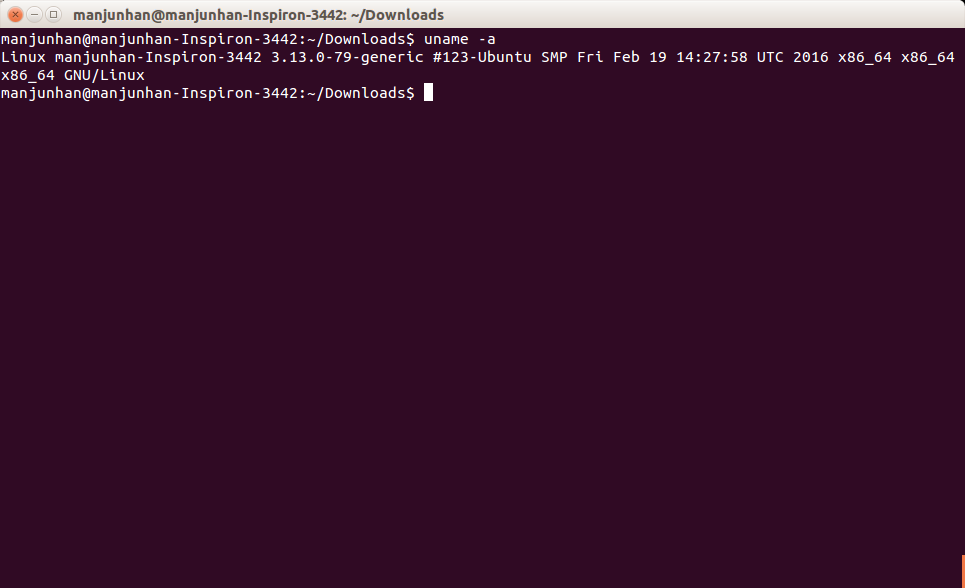 manjunhan@manjunhan-Inspiron-3442: ~/Downloads
manjunhan@manjunhan-Inspiron-3442:~/Downloads$ uname -a
Linux manjunhan-Inspiron-3442 3.13.0-79-generic #123-Ubuntu SMP Fri Feb 19 14:27:58 UTC 2016 x86_64 x86_64
x86_64 GNU/Linux
manjunhan@manjunhan-Inspiron-3442:~/Downloads$